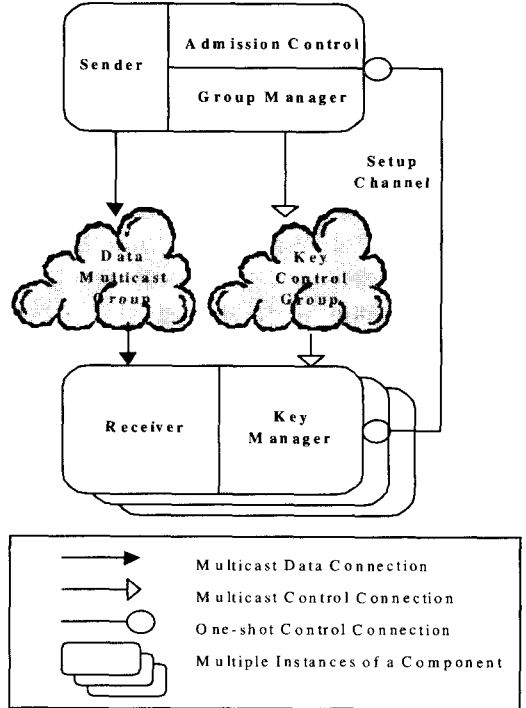 Sender
Admission Control
Group Manager
Setup
Channel
Data
Multicast
Group
Key
Control
Group
Receiver
Key
Manager
Multicast Data Connection
Multicast Control Connection
One-shot Control Connection
Multiple Instances of a Component